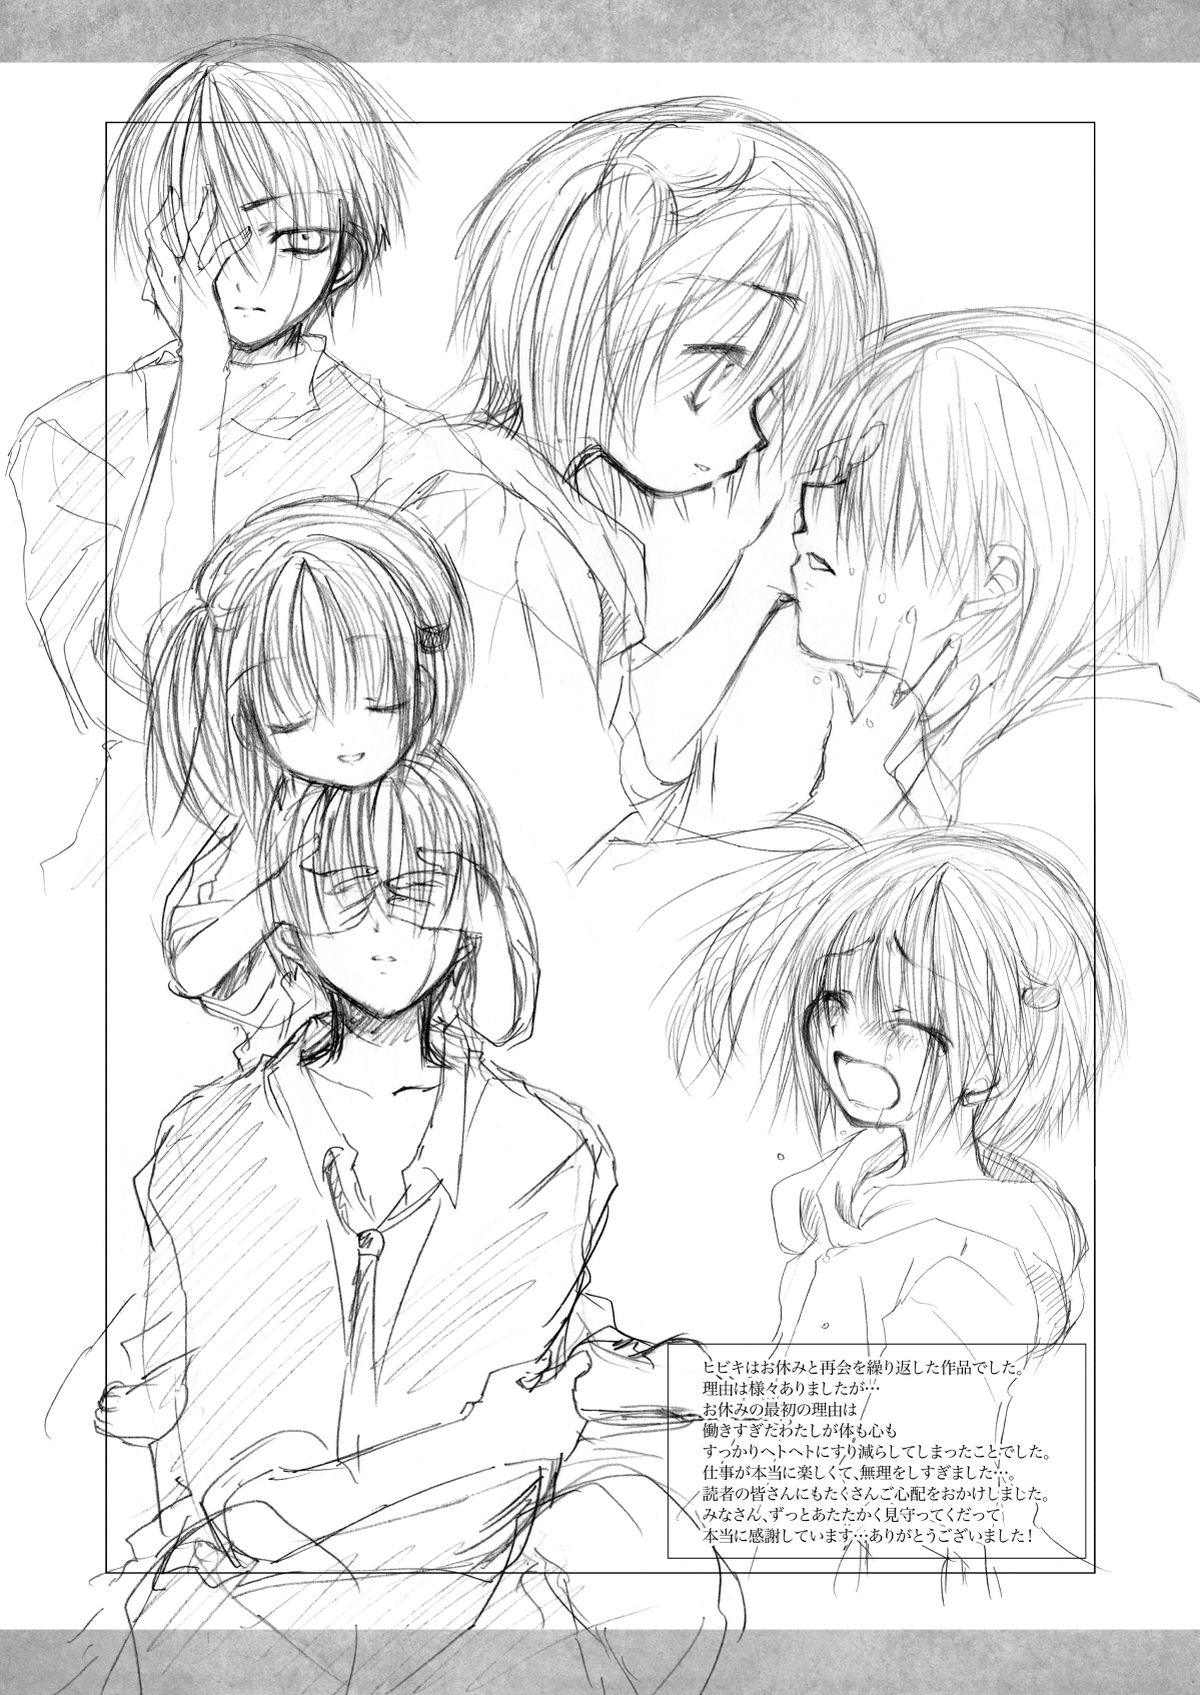 ヒビキはお休みと再会を繰り返した作品でした。
理由は様々ありましたが…
お休みの最初の理由は
働きすぎたわたしが体も心も
すっかりヘトヘトにすり減らしてしまったことでした。
仕事が本当に楽しくて、無理をしすぎました…。
読者の皆さんにもたくさんご心配をおかけしました。
みなさん、ずっとあたたかく見守ってくだって
本当に感謝しています…ありがとうございました！